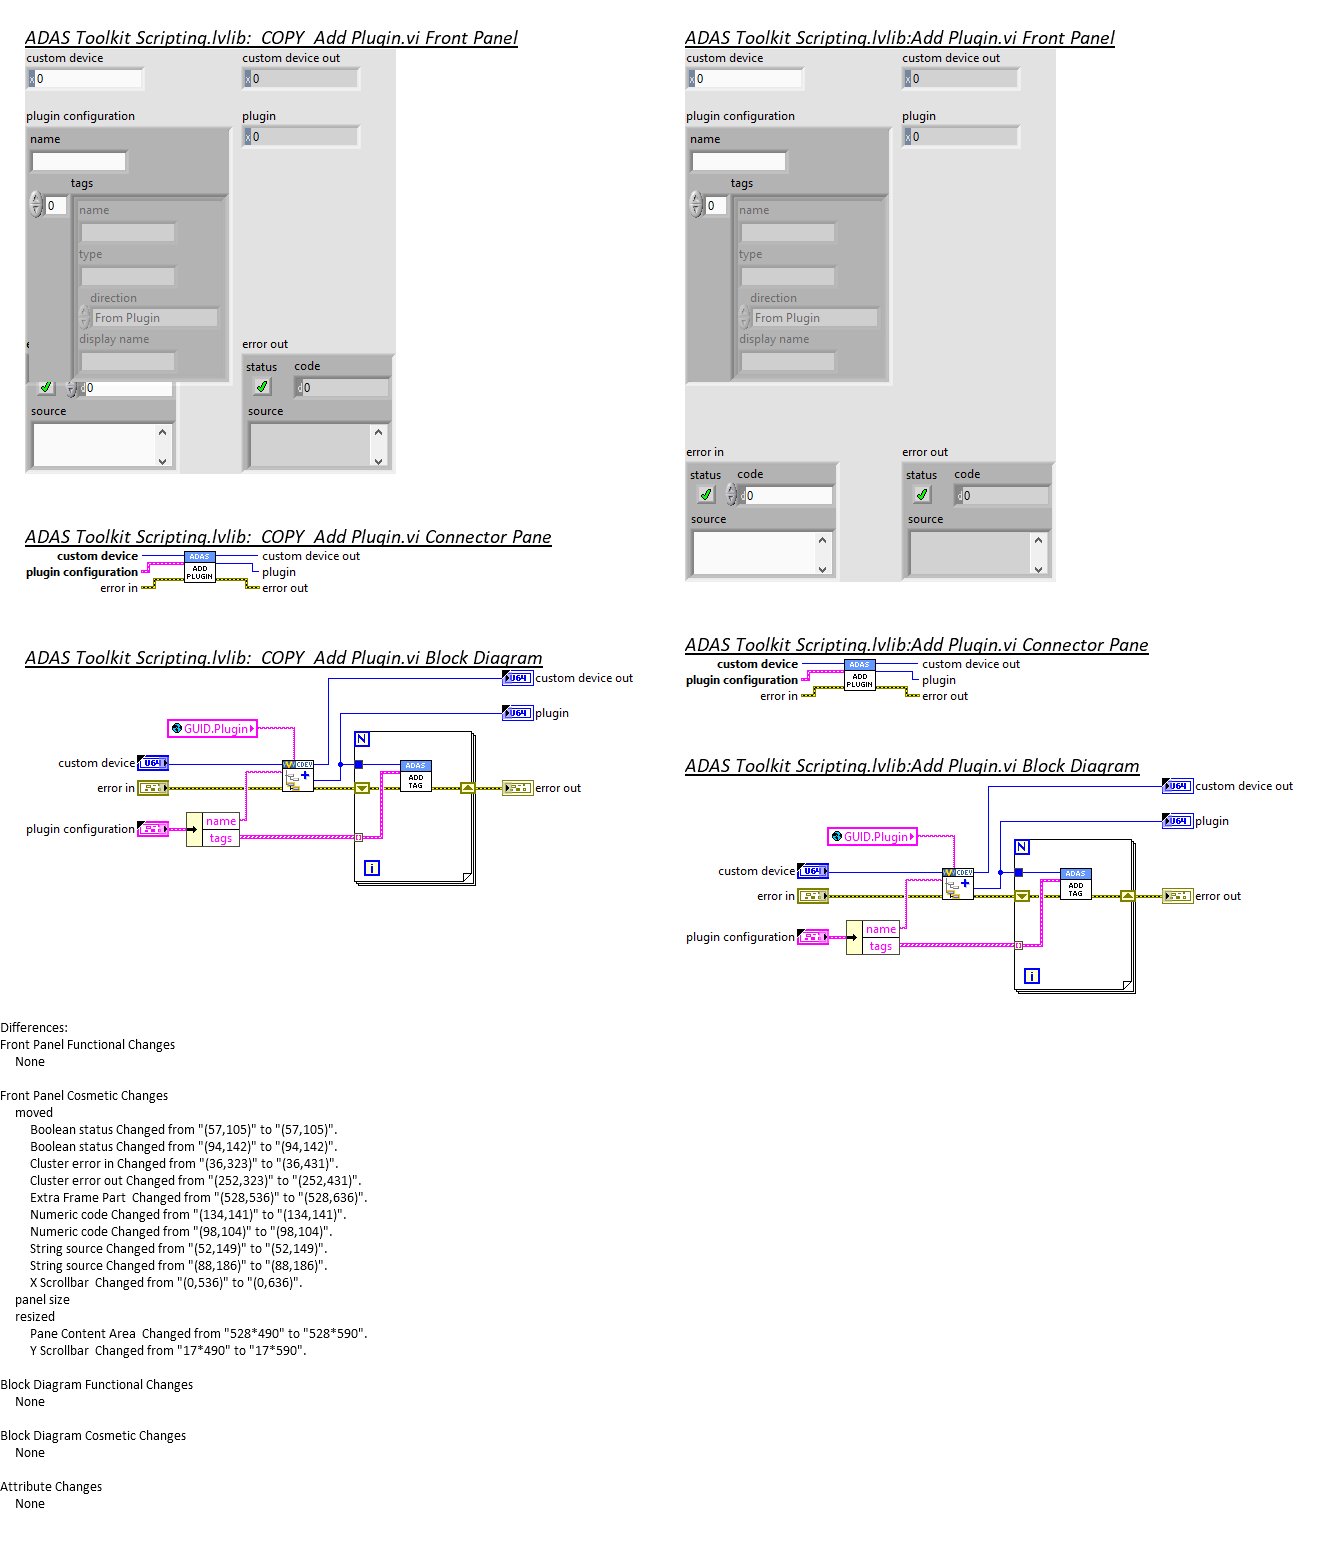 ADAS Toolkit Scripting.lvlib:  COPY  Add Plugin.vi Front Panel
custom device
custom device out
x 0
x 0
plugin configuration
plugin
name
x 0
tags
0
name
type
direction
From Plugin
display name
error out
status
code
d 0
d 0
source
source
ADAS Toolkit Scripting.lvlib:  COPY  Add Plugin.vi Connector Pane
custom device
ADAS
custom device out
plugin configuration
ADD
PLUGIN
plugin
error in
error out
ADAS Toolkit Scripting.lvlib:  COPY  Add Plugin.vi Block Diagram
U64
custom device out
U64
plugin
GUID.Plugin
N
custom device
U64
CDEV
ADAS
ADD
TAG
error in
error out
plugin configuration
name
tags
i
ADAS Toolkit Scripting.lvlib:Add Plugin.vi Front Panel
custom device
custom device out
x 0
x 0
plugin configuration
plugin
name
x 0
tags
0
name
type
direction
From Plugin
display name
error in
error out
status
code
status
code
d 0
d 0
source
source
ADAS Toolkit Scripting.lvlib:Add Plugin.vi Connector Pane
custom device
ADAS
custom device out
plugin configuration
ADD
PLUGIN
plugin
error in
error out
ADAS Toolkit Scripting.lvlib:Add Plugin.vi Block Diagram
U64
custom device out
U64
plugin
GUID.Plugin
N
custom device
U64
CDEV
ADAS
ADD
TAG
error in
error out
plugin configuration
name
tags
i
Differences:
Front Panel Functional Changes
None
Front Panel Cosmetic Changes
moved
Boolean status Changed from "(57,105)" to "(57,105)".
Boolean status Changed from "(94,142)" to "(94,142)".
Cluster error in Changed from "(36,323)" to "(36,431)".
Cluster error out Changed from "(252,323)" to "(252,431)".
Extra Frame Part  Changed from "(528,536)" to "(528,636)".
Numeric code Changed from "(134,141)" to "(134,141)".
Numeric code Changed from "(98,104)" to "(98,104)".
String source Changed from "(52,149)" to "(52,149)".
String source Changed from "(88,186)" to "(88,186)".
X Scrollbar  Changed from "(0,536)" to "(0,636)".
panel size
resized
Pane Content Area  Changed from "528*490" to "528*590".
Y Scrollbar  Changed from "17*490" to "17*590".
Block Diagram Functional Changes
None
Block Diagram Cosmetic Changes
None
Attribute Changes
None